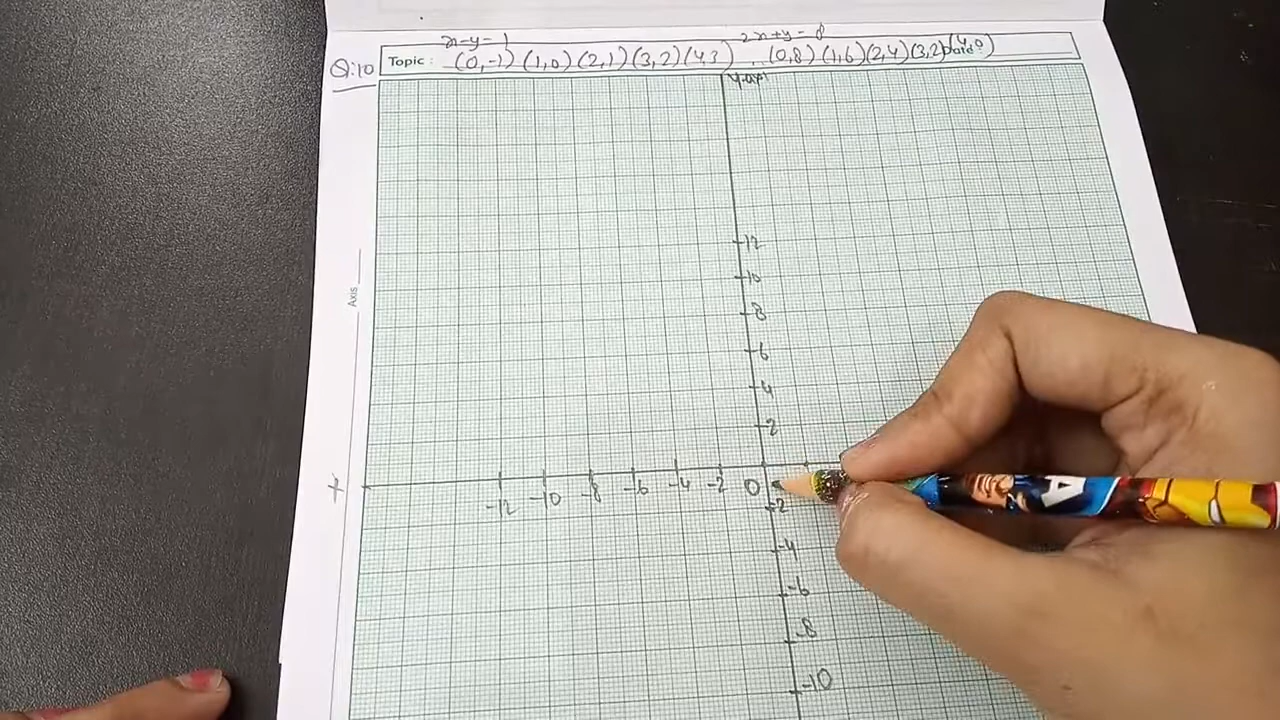 x-y=1 2x+y=8
Q:10 Topic : (0,-1) (1,0) (2,1) (3,2) (4,3) , (0,8) (1,6) (2,4) (3,2) (4,0)
Y-axis
Axis
12
10
8
6
4
2
-12 -10 -8 -6 -4 -2 0
-2
-4
-6
-8
-10